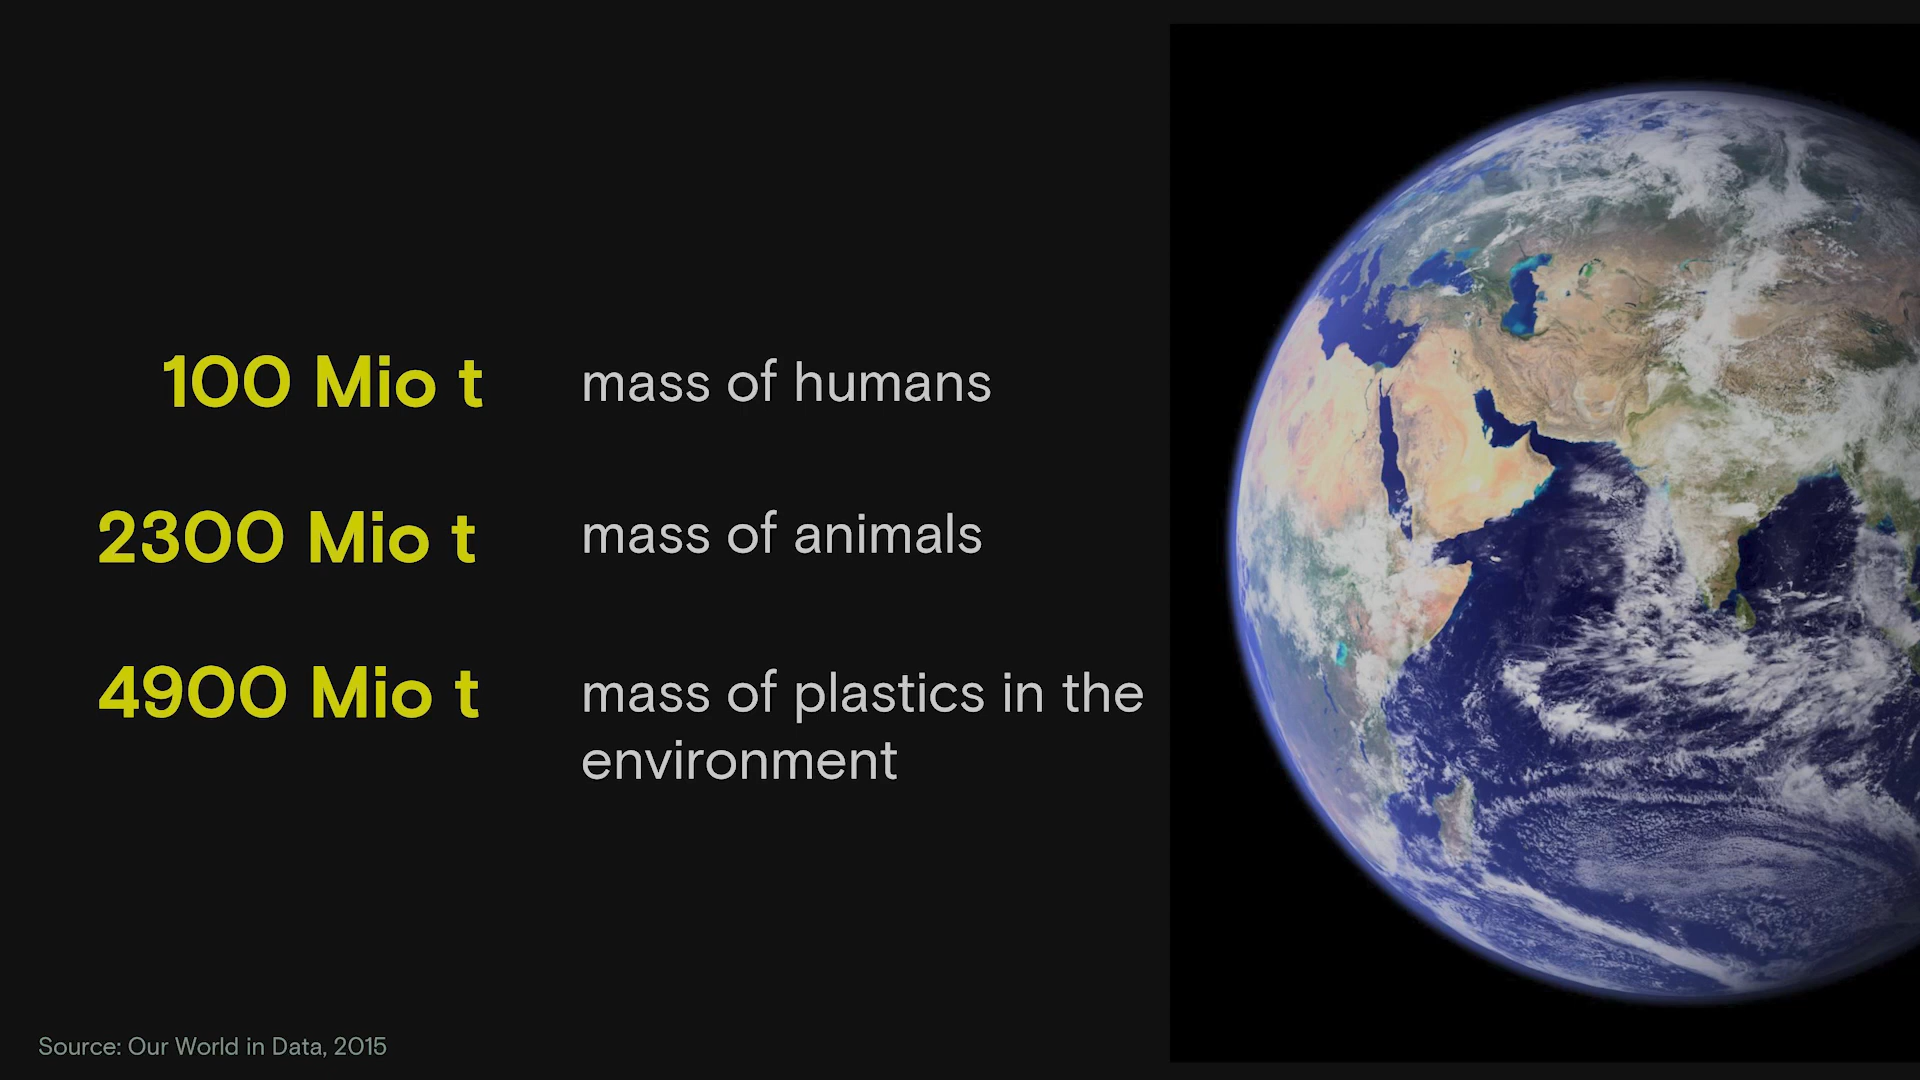 100 Mio t mass of humans
2300 Mio t mass of animals
4900 Mio t mass of plastics in the
environment
Source: Our World in Data, 2015